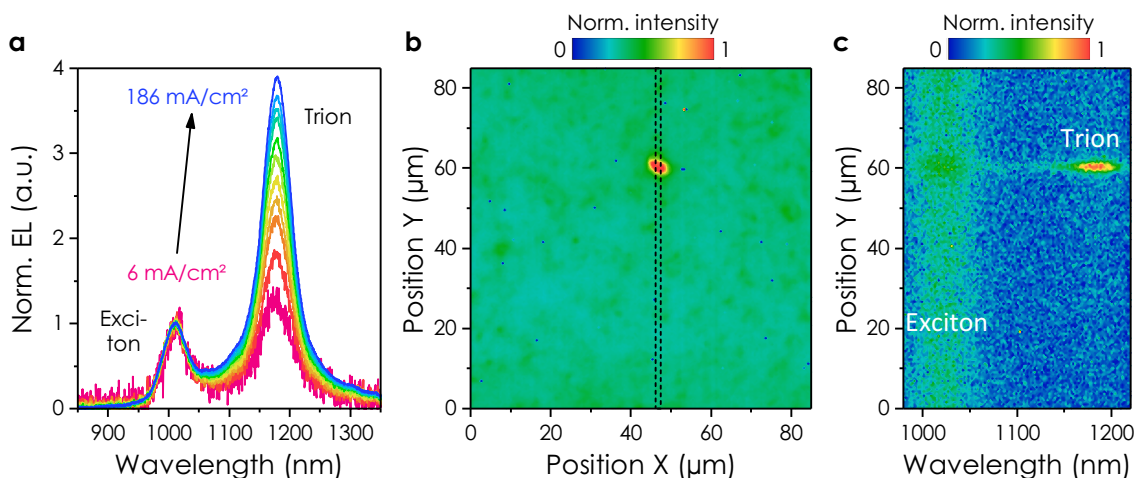 a
4
3
2
1
0
Norm. EL (a.u.)
186 mA/cm²
Trion
6 mA/cm²
Exci-
ton
900 1000 1100 1200 1300
Wavelength (nm)
b
Norm. intensity
0 1
80
60
40
20
0
Position Y (µm)
0 20 40 60 80
Position X (µm)
c
Norm. intensity
0 1
80
60
40
20
0
Position Y (µm)
Trion
Exciton
1000 1100 1200
Wavelength (nm)